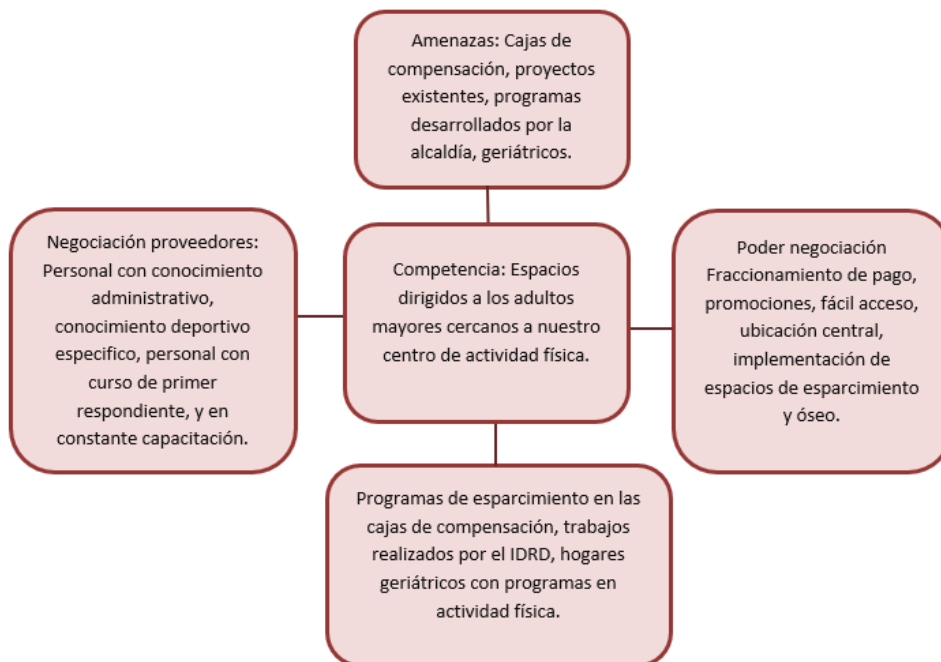 Amenazas: Cajas de
compensación, proyectos
existentes, programas
desarrollados por la
alcaldía, geriátricos.
Negociación proveedores:
Personal con conocimiento
administrativo,
conocimiento deportivo
especifico, personal con
curso de primer
respondiente, y en
constante capacitación.
Competencia: Espacios
dirigidos a los adultos
mayores cercanos a nuestro
centro de actividad física.
Poder negociación
Fraccionamiento de pago,
promociones, fácil acceso,
ubicación central,
implementación de
espacios de esparcimiento
y óseo.
Programas de esparcimiento en las
cajas de compensación, trabajos
realizados por el IDRD, hogares
geriátricos con programas en
actividad física.